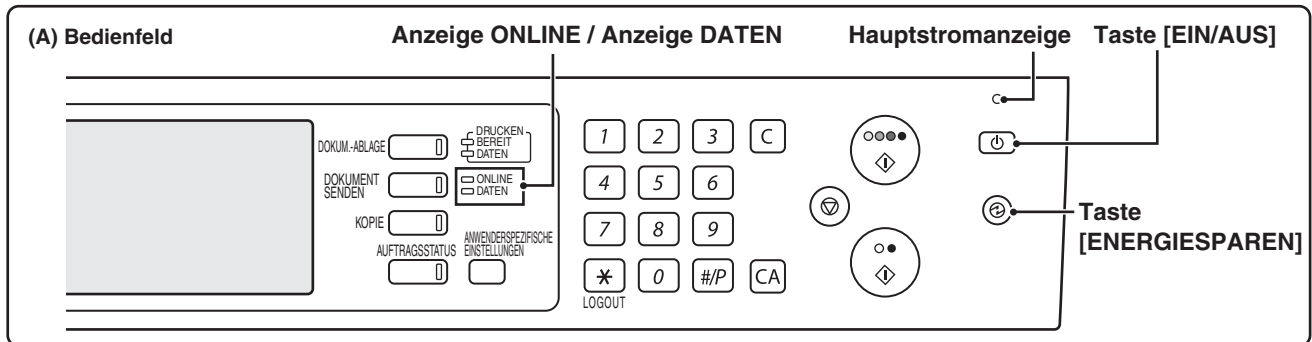 (A) Bedienfeld
Anzeige ONLINE / Anzeige DATEN
Hauptstromanzeige
Taste [EIN/AUS]
DOKUM.-ABLAGE
DRUCKEN
BEREIT
DATEN
DOKUMENT
SENDEN
ONLINE
DATEN
KOPIE
AUFTRAGSSTATUS
ANWENDERSPEZIFISCHE
EINSTELLUNGEN
1 2 3 C
4 5 6
7 8 9
* 0 #/P CA
LOGOUT
Taste
[ENERGIESPAREN]